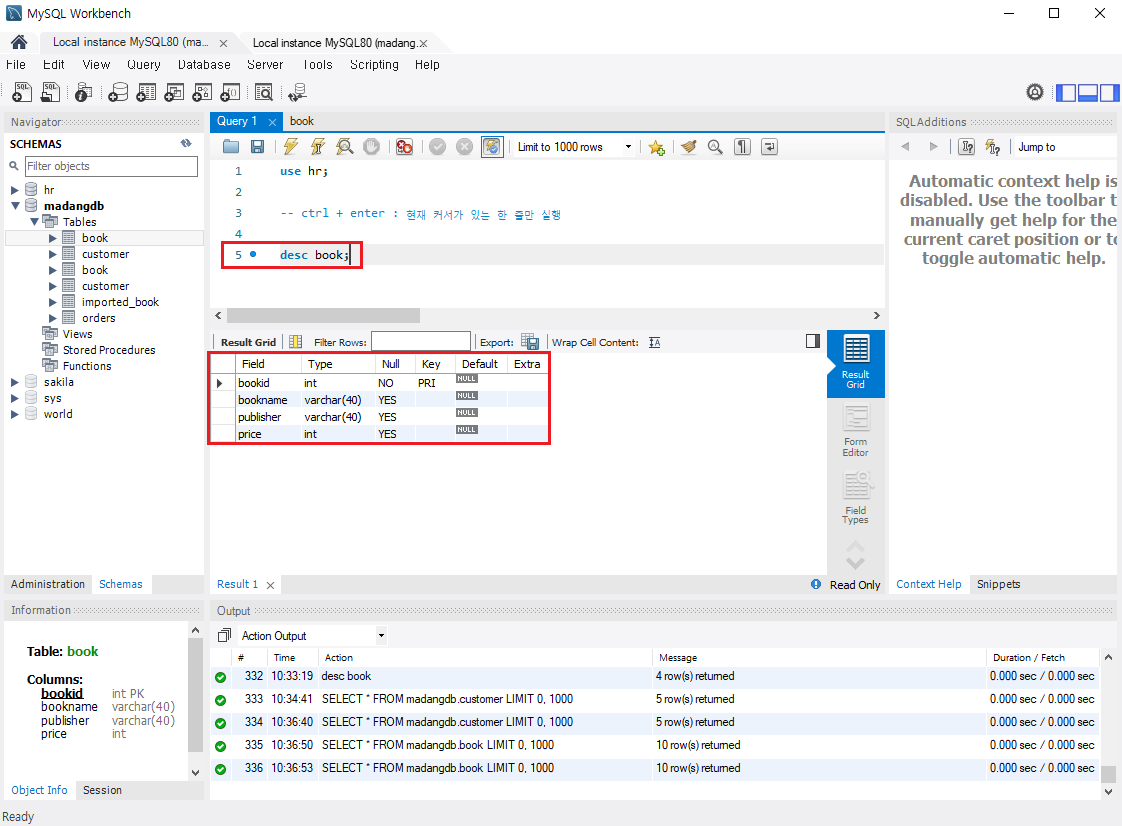 MySQL Workbench
Local instance MySQL80 (ma... ×
Local instance MySQL80 (madang. ×
File Edit View Query Database Server Tools Scripting Help
Navigator
SCHEMAS
Filter objects
hr
madangdb
Tables
book
customer
book
customer
imported_book
orders
Views
Stored Procedures
Functions
sakila
sys
world
Administration Schemas
Query 1 × book
Limit to 1000 rows
1 use hr;
2
3 -- ctrl + enter : 현재 커서가 있는 한 줄만 실행
4
5 desc book;
Result Grid Filter Rows: Export: Wrap Cell Content: IA
Field Type Null Key Default Extra
bookid int NO PRI NULL
bookname varchar(40) YES NULL
publisher varchar(40) YES NULL
price int YES NULL
Result
Grid
Form
Editor
Field
Types
Result 1 × Read Only
SQLAdditions
Jump to
Automatic context help is
disabled. Use the toolbar t
manually get help for the
current caret position or to
toggle automatic help.
Context Help Snippets
Information
Table: book
Columns:
bookid int PK
bookname varchar(40)
publisher varchar(40)
price int
Object Info Session
Output
Action Output
# Time Action Message Duration / Fetch
332 10:33:19 desc book 4 row(s) returned 0.000 sec / 0.000 sec
333 10:34:41 SELECT * FROM madangdb.customer LIMIT 0, 1000 5 row(s) returned 0.000 sec / 0.000 sec
334 10:36:40 SELECT * FROM madangdb.customer LIMIT 0, 1000 5 row(s) returned 0.000 sec / 0.000 sec
335 10:36:50 SELECT * FROM madangdb.book LIMIT 0, 1000 10 row(s) returned 0.000 sec / 0.000 sec
336 10:36:53 SELECT * FROM madangdb.book LIMIT 0, 1000 10 row(s) returned 0.000 sec / 0.000 sec
Ready